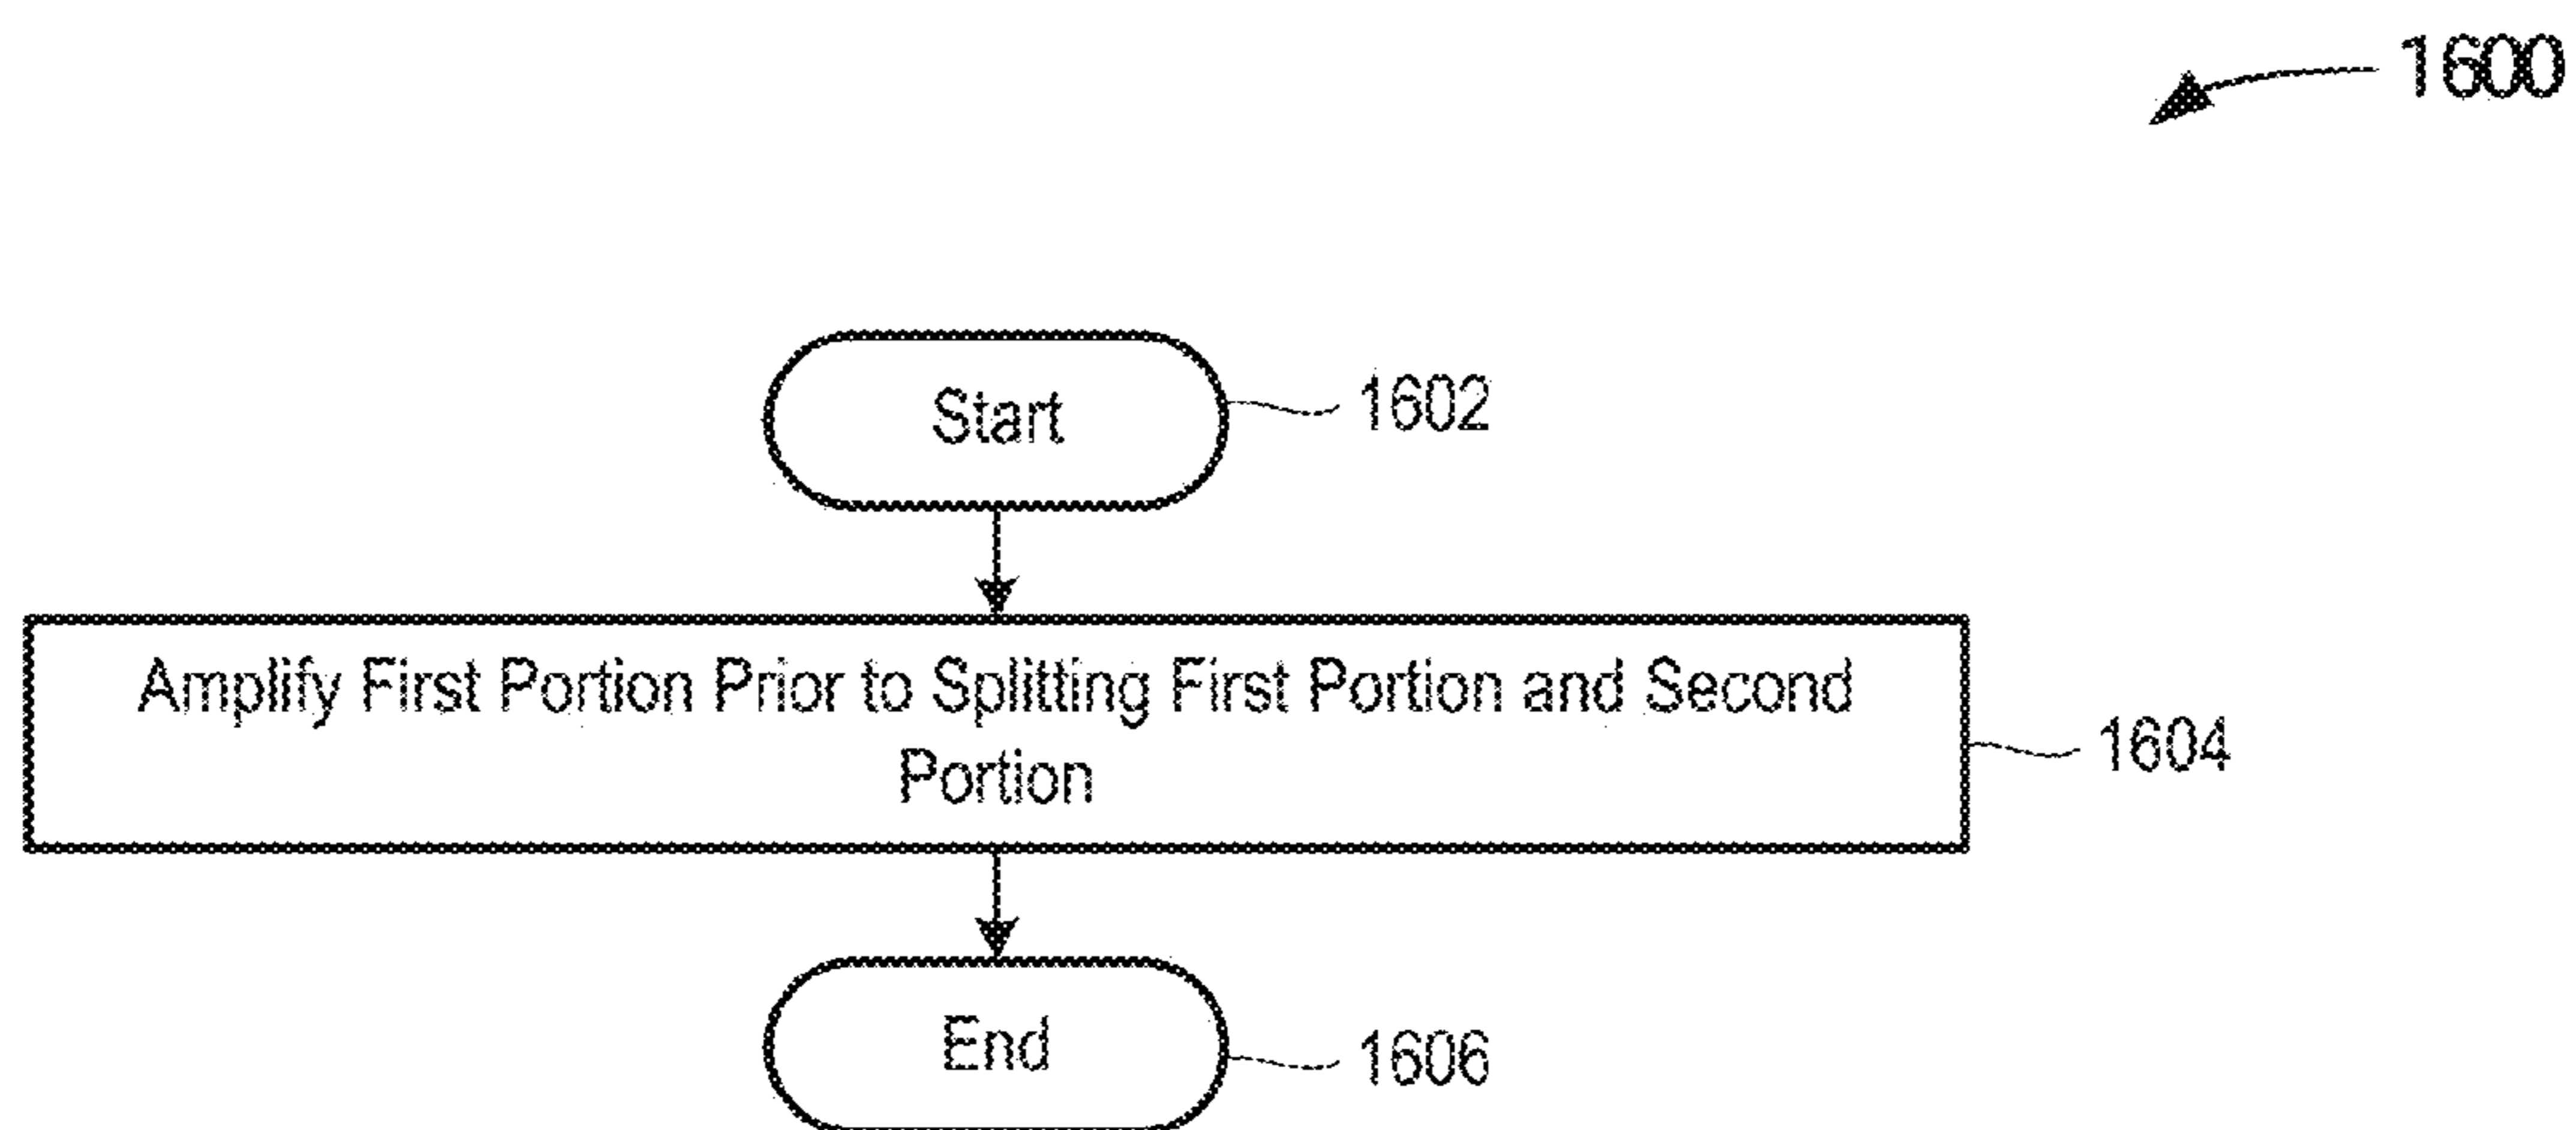 1600
Start
1602
Amplify First Portion Prior to Splitting First Portion and Second
Portion
1604
End
1606